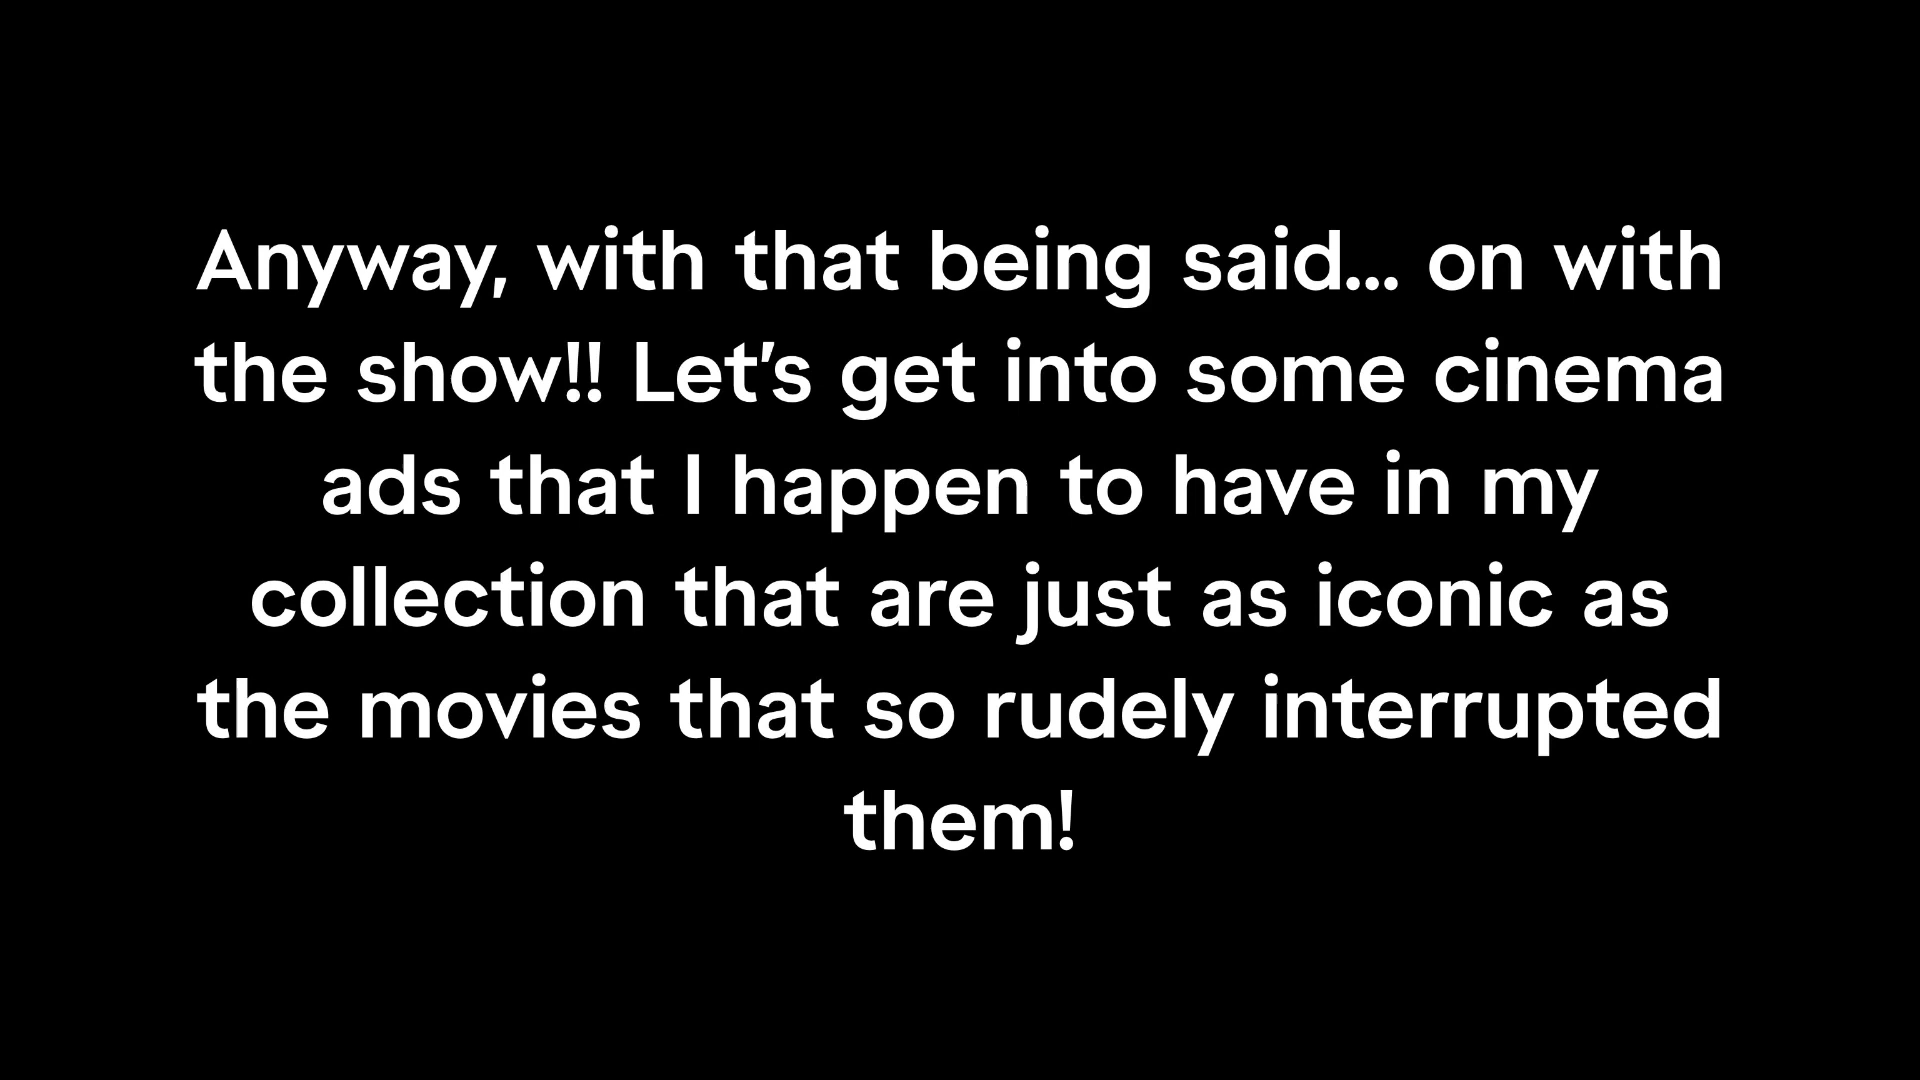 Anyway, with that being said... on with
the show!! Let's get into some cinema
ads that I happen to have in my
collection that are just as iconic as
the movies that so rudely interrupted
them!